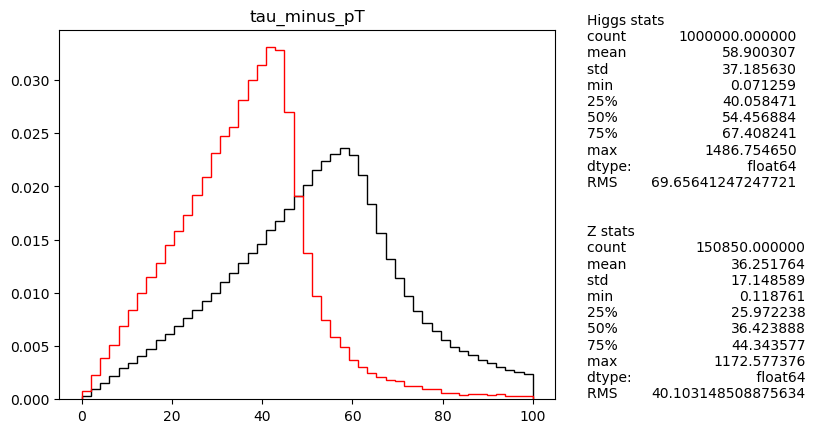 tau_minus_pT
0.030
0.025
0.020
0.015
0.010
0.005
0.000
0 20 40 60 80 100
Higgs stats
count 1000000.000000
mean 58.900307
std 37.185630
min 0.071259
25% 40.058471
50% 54.456884
75% 67.408241
max 1486.754650
dtype: float64
RMS 69.65641247247721
Z stats
count 150850.000000
mean 36.251764
std 17.148589
min 0.118761
25% 25.972238
50% 36.423888
75% 44.343577
max 1172.577376
dtype: float64
RMS 40.103148508875634